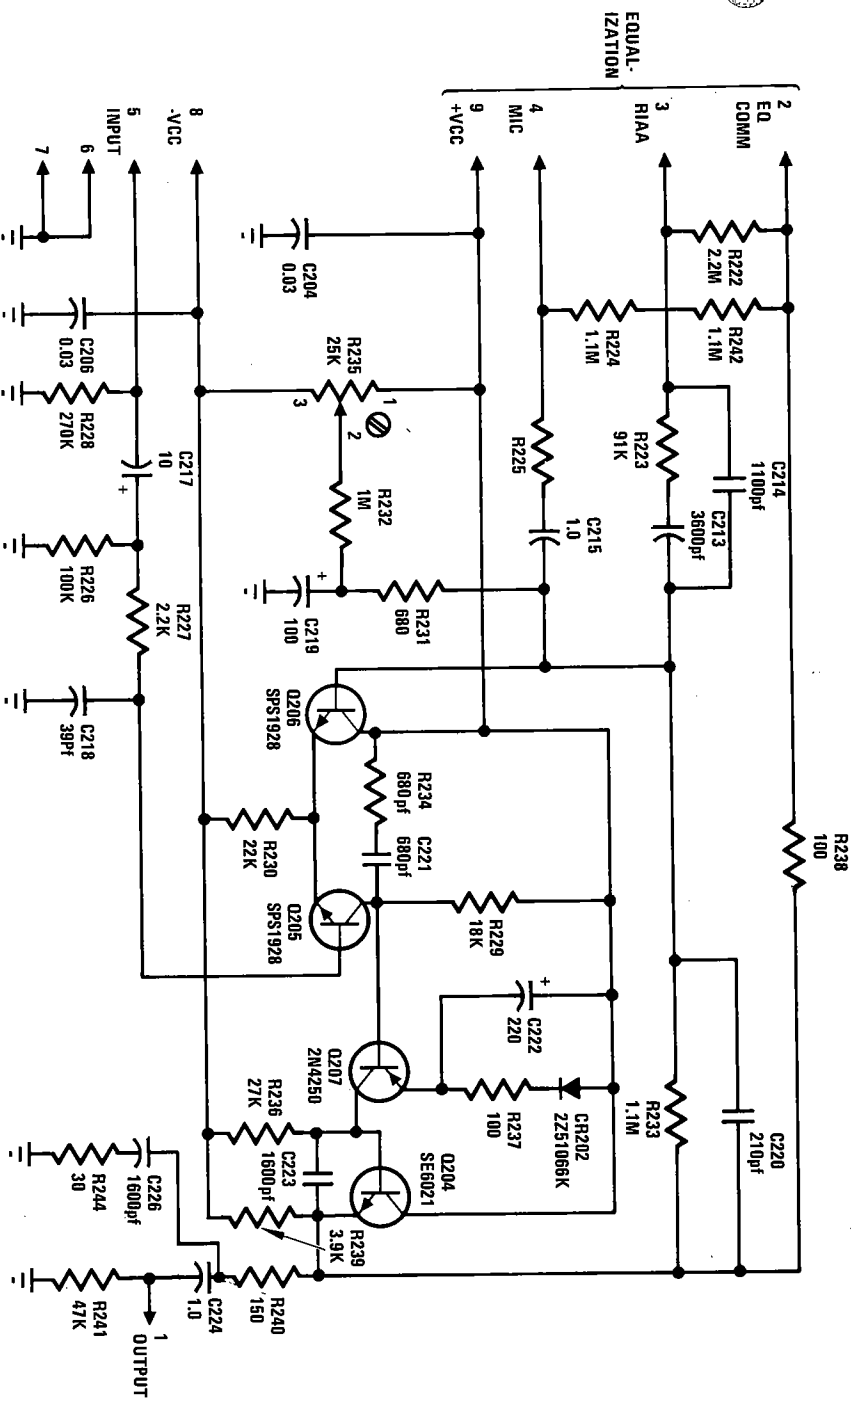 EQUAL-
IZATION
2
EQ
COMM
3
RIAA
4
MIC
9
+VCC
8
-VCC
5
INPUT
6
7
R222
2.2M
R242
1.1M
R224
1.1M
C214
1100pf
R223
91K
C213
3600pf
R225
C215
1.0
C204
0.03
R235
25K
1
2
3
R232
1M
R231
680
C219
100
+
C206
0.03
R228
270K
C217
10
+
R226
100K
R227
2.2K
C218
39Pf
R238
100
Q206
SPS1928
R234
680pf
C221
680pf
R230
22K
Q205
SPS1928
R229
18K
+
C222
220
CR202
2Z51066K
R237
100
Q207
2N4250
R233
1.1M
C220
210pf
R236
27K
C223
1600pf
Q204
SE6021
R239
3.9K
C226
1600pf
R244
30
R240
150
C224
1.0
R241
47K
1
OUTPUT